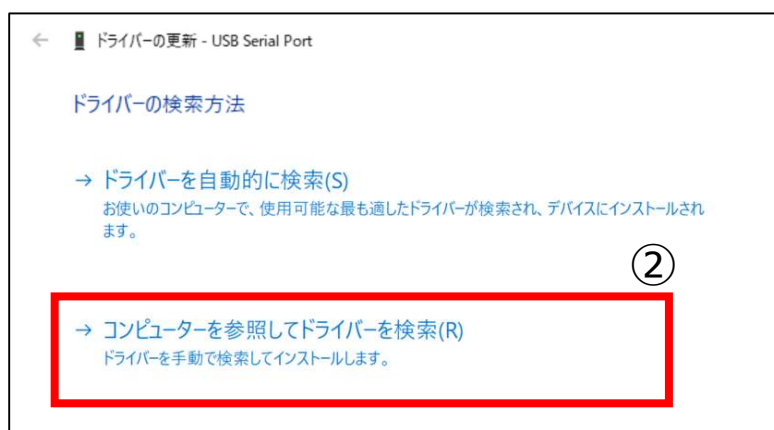 ← ドライバーの更新 - USB Serial Port
ドライバーの検索方法
→ ドライバーを自動的に検索(S)
お使いのコンピューターで、使用可能な最も適したドライバーが検索され、デバイスにインストールされ
ます。
②
→ コンピューターを参照してドライバーを検索(R)
ドライバーを手動で検索してインストールします。